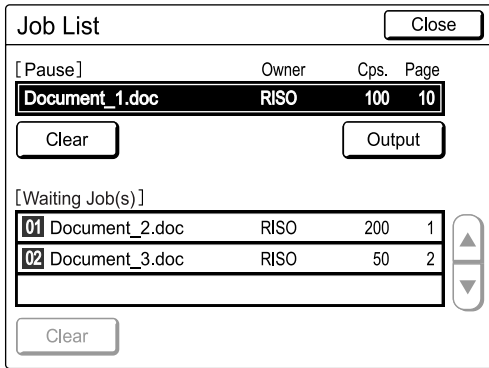 Job List Close
[Pause] Owner Cps. Page
Document_1.doc RISO 100 10
Clear Output
[Waiting Job(s)]
01 Document_2.doc RISO 200 1
02 Document_3.doc RISO 50 2
Clear